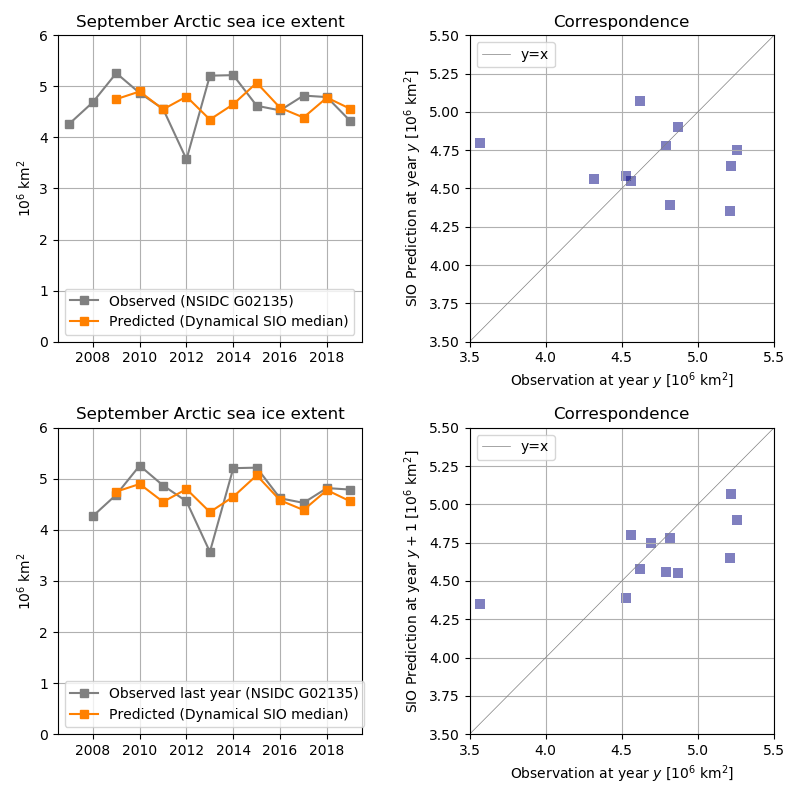 September Arctic sea ice extent
6
5
4
3
2
1
0
10⁶ km²
Observed (NSIDC G02135)
Predicted (Dynamical SIO median)
2008 2010 2012 2014 2016 2018
Correspondence
y=x
5.50
5.25
5.00
4.75
4.50
4.25
4.00
3.75
3.50
SIO Prediction at year y [10⁶ km²]
3.5 4.0 4.5 5.0 5.5
Observation at year y [10⁶ km²]
September Arctic sea ice extent
6
5
4
3
2
1
0
10⁶ km²
Observed last year (NSIDC G02135)
Predicted (Dynamical SIO median)
2008 2010 2012 2014 2016 2018
Correspondence
y=x
5.50
5.25
5.00
4.75
4.50
4.25
4.00
3.75
3.50
SIO Prediction at year y + 1 [10⁶ km²]
3.5 4.0 4.5 5.0 5.5
Observation at year y [10⁶ km²]